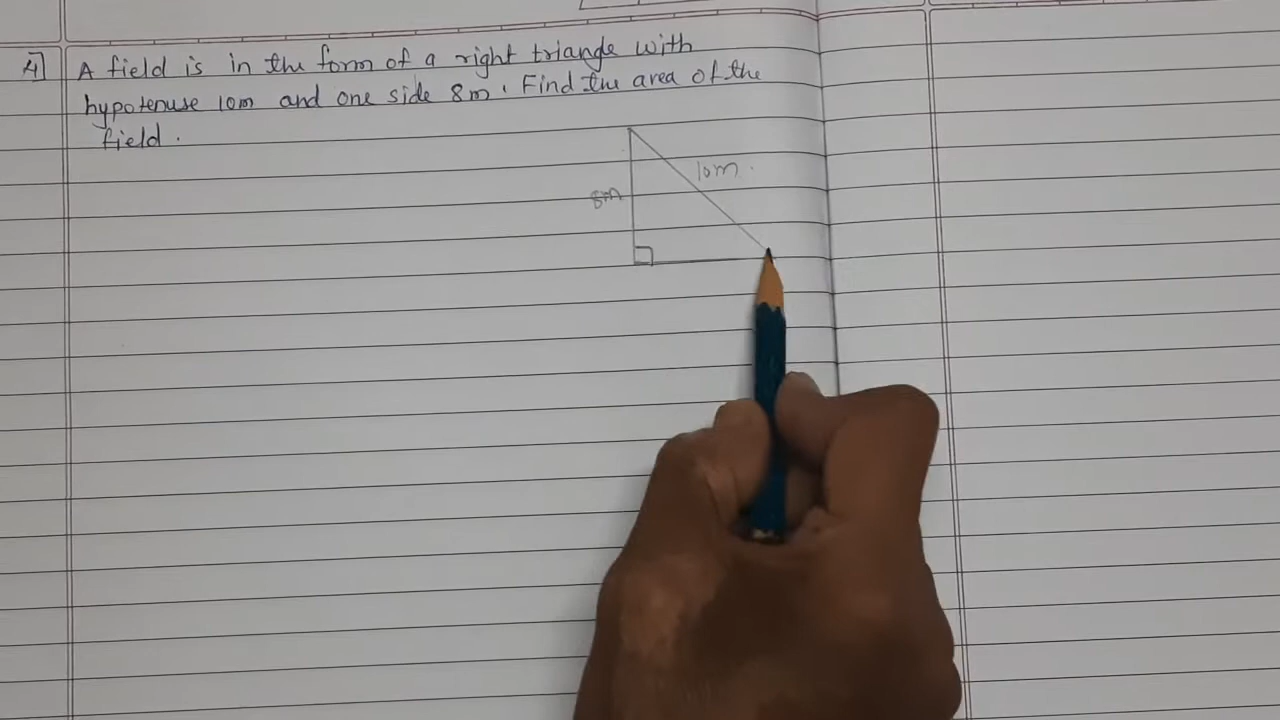 4] A field is in the form of a right triangle with
hypotenuse 10m and one side 8m. Find the area of the
field.
10m.
8m